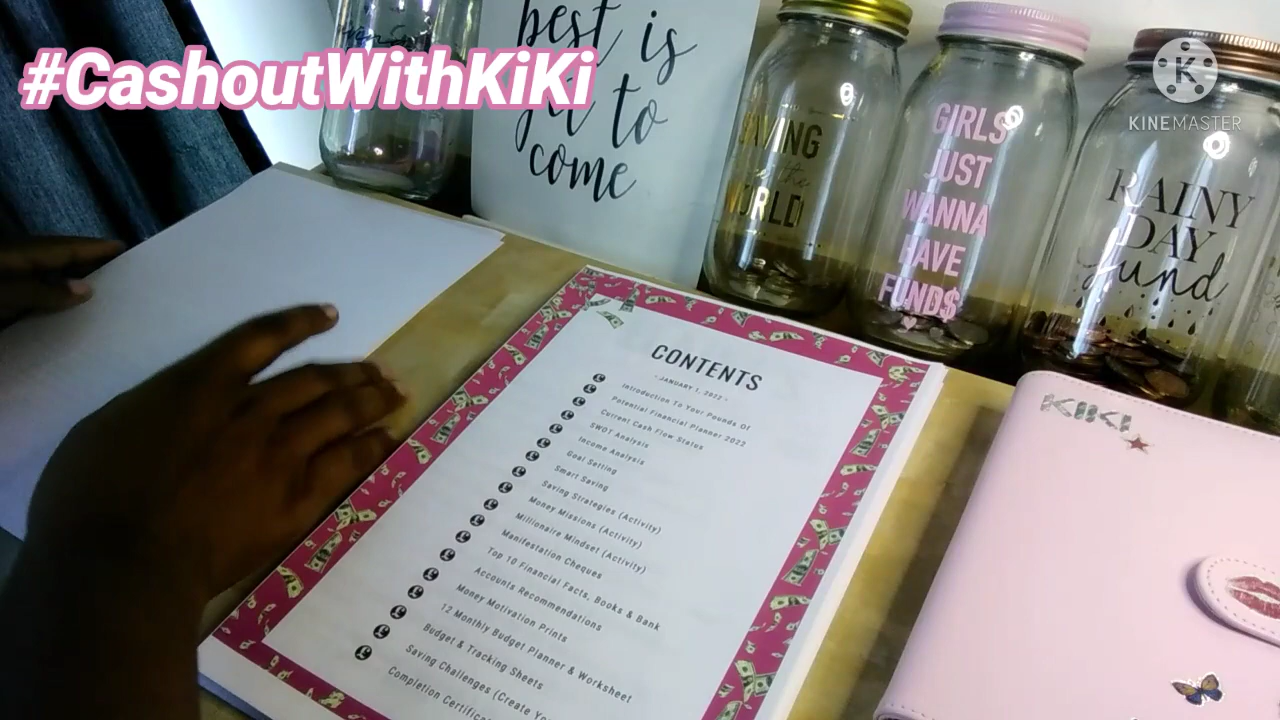 #CashoutWithKiKi
KINEMASTER
best is
yet to
come
SAVING
WORLD
GIRLS
JUST
WANNA
HAVE
FUND$
RAINY
DAY
fund
KIKI
CONTENTS
- JANUARY 1, 2022 -
Introduction To Your Pounds Of
Potential Financial Planner 2022
Current Cash Flow Status
SWOT Analysis
Income Analysis
Goal Setting
Smart Saving
Saving Strategies (Activity)
Money Missions (Activity)
Millionaire Mindset (Activity)
Manifestation Cheques
Top 10 Financial Facts, Books & Bank
Accounts Recommendations
Money Motivation Prints
12 Monthly Budget Planner & Worksheet
Budget & Tracking Sheets
Saving Challenges (Create
Completion